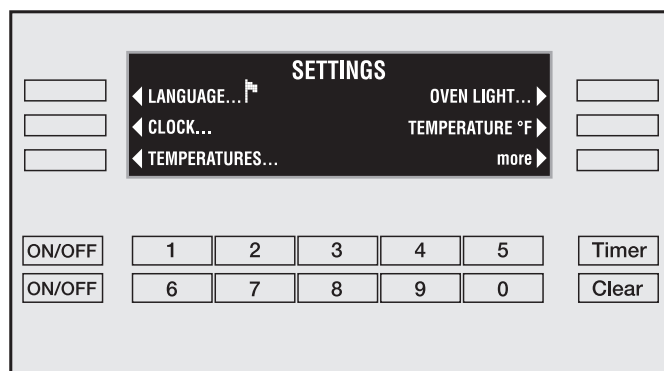 SETTINGS
LANGUAGE... OVEN LIGHT...
CLOCK... TEMPERATURE °F
TEMPERATURES... more
ON/OFF 1 2 3 4 5 Timer
ON/OFF 6 7 8 9 0 Clear